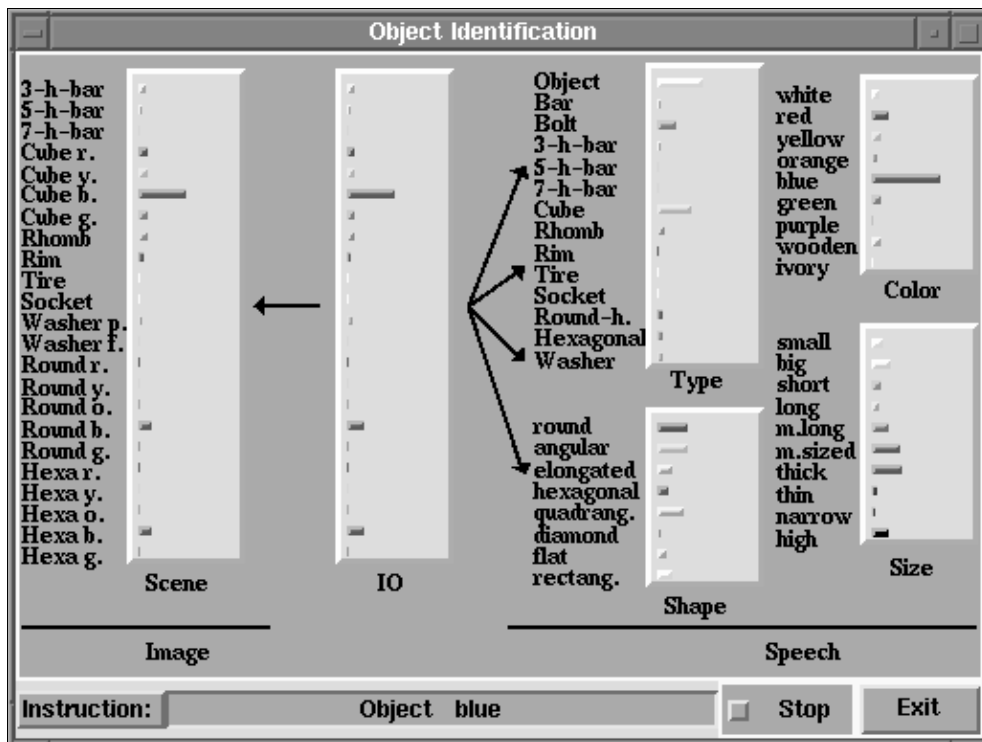 Object Identification
3-h-bar
5-h-bar
7-h-bar
Cube r.
Cube y.
Cube b.
Cube g.
Rhomb
Rim
Tire
Socket
Washer p.
Washer f.
Round r.
Round y.
Round o.
Round b.
Round g.
Hexa r.
Hexa y.
Hexa o.
Hexa b.
Hexa g.
Scene
IO
Object
Bar
Bolt
3-h-bar
5-h-bar
7-h-bar
Cube
Rhomb
Rim
Tire
Socket
Round-h.
Hexagonal
Washer
Type
round
angular
elongated
hexagonal
quadrang.
diamond
flat
rectang.
Shape
white
red
yellow
orange
blue
green
purple
wooden
ivory
Color
small
big
short
long
m.long
m.sized
thick
thin
narrow
high
Size
Image
Speech
Instruction: Object blue Stop Exit